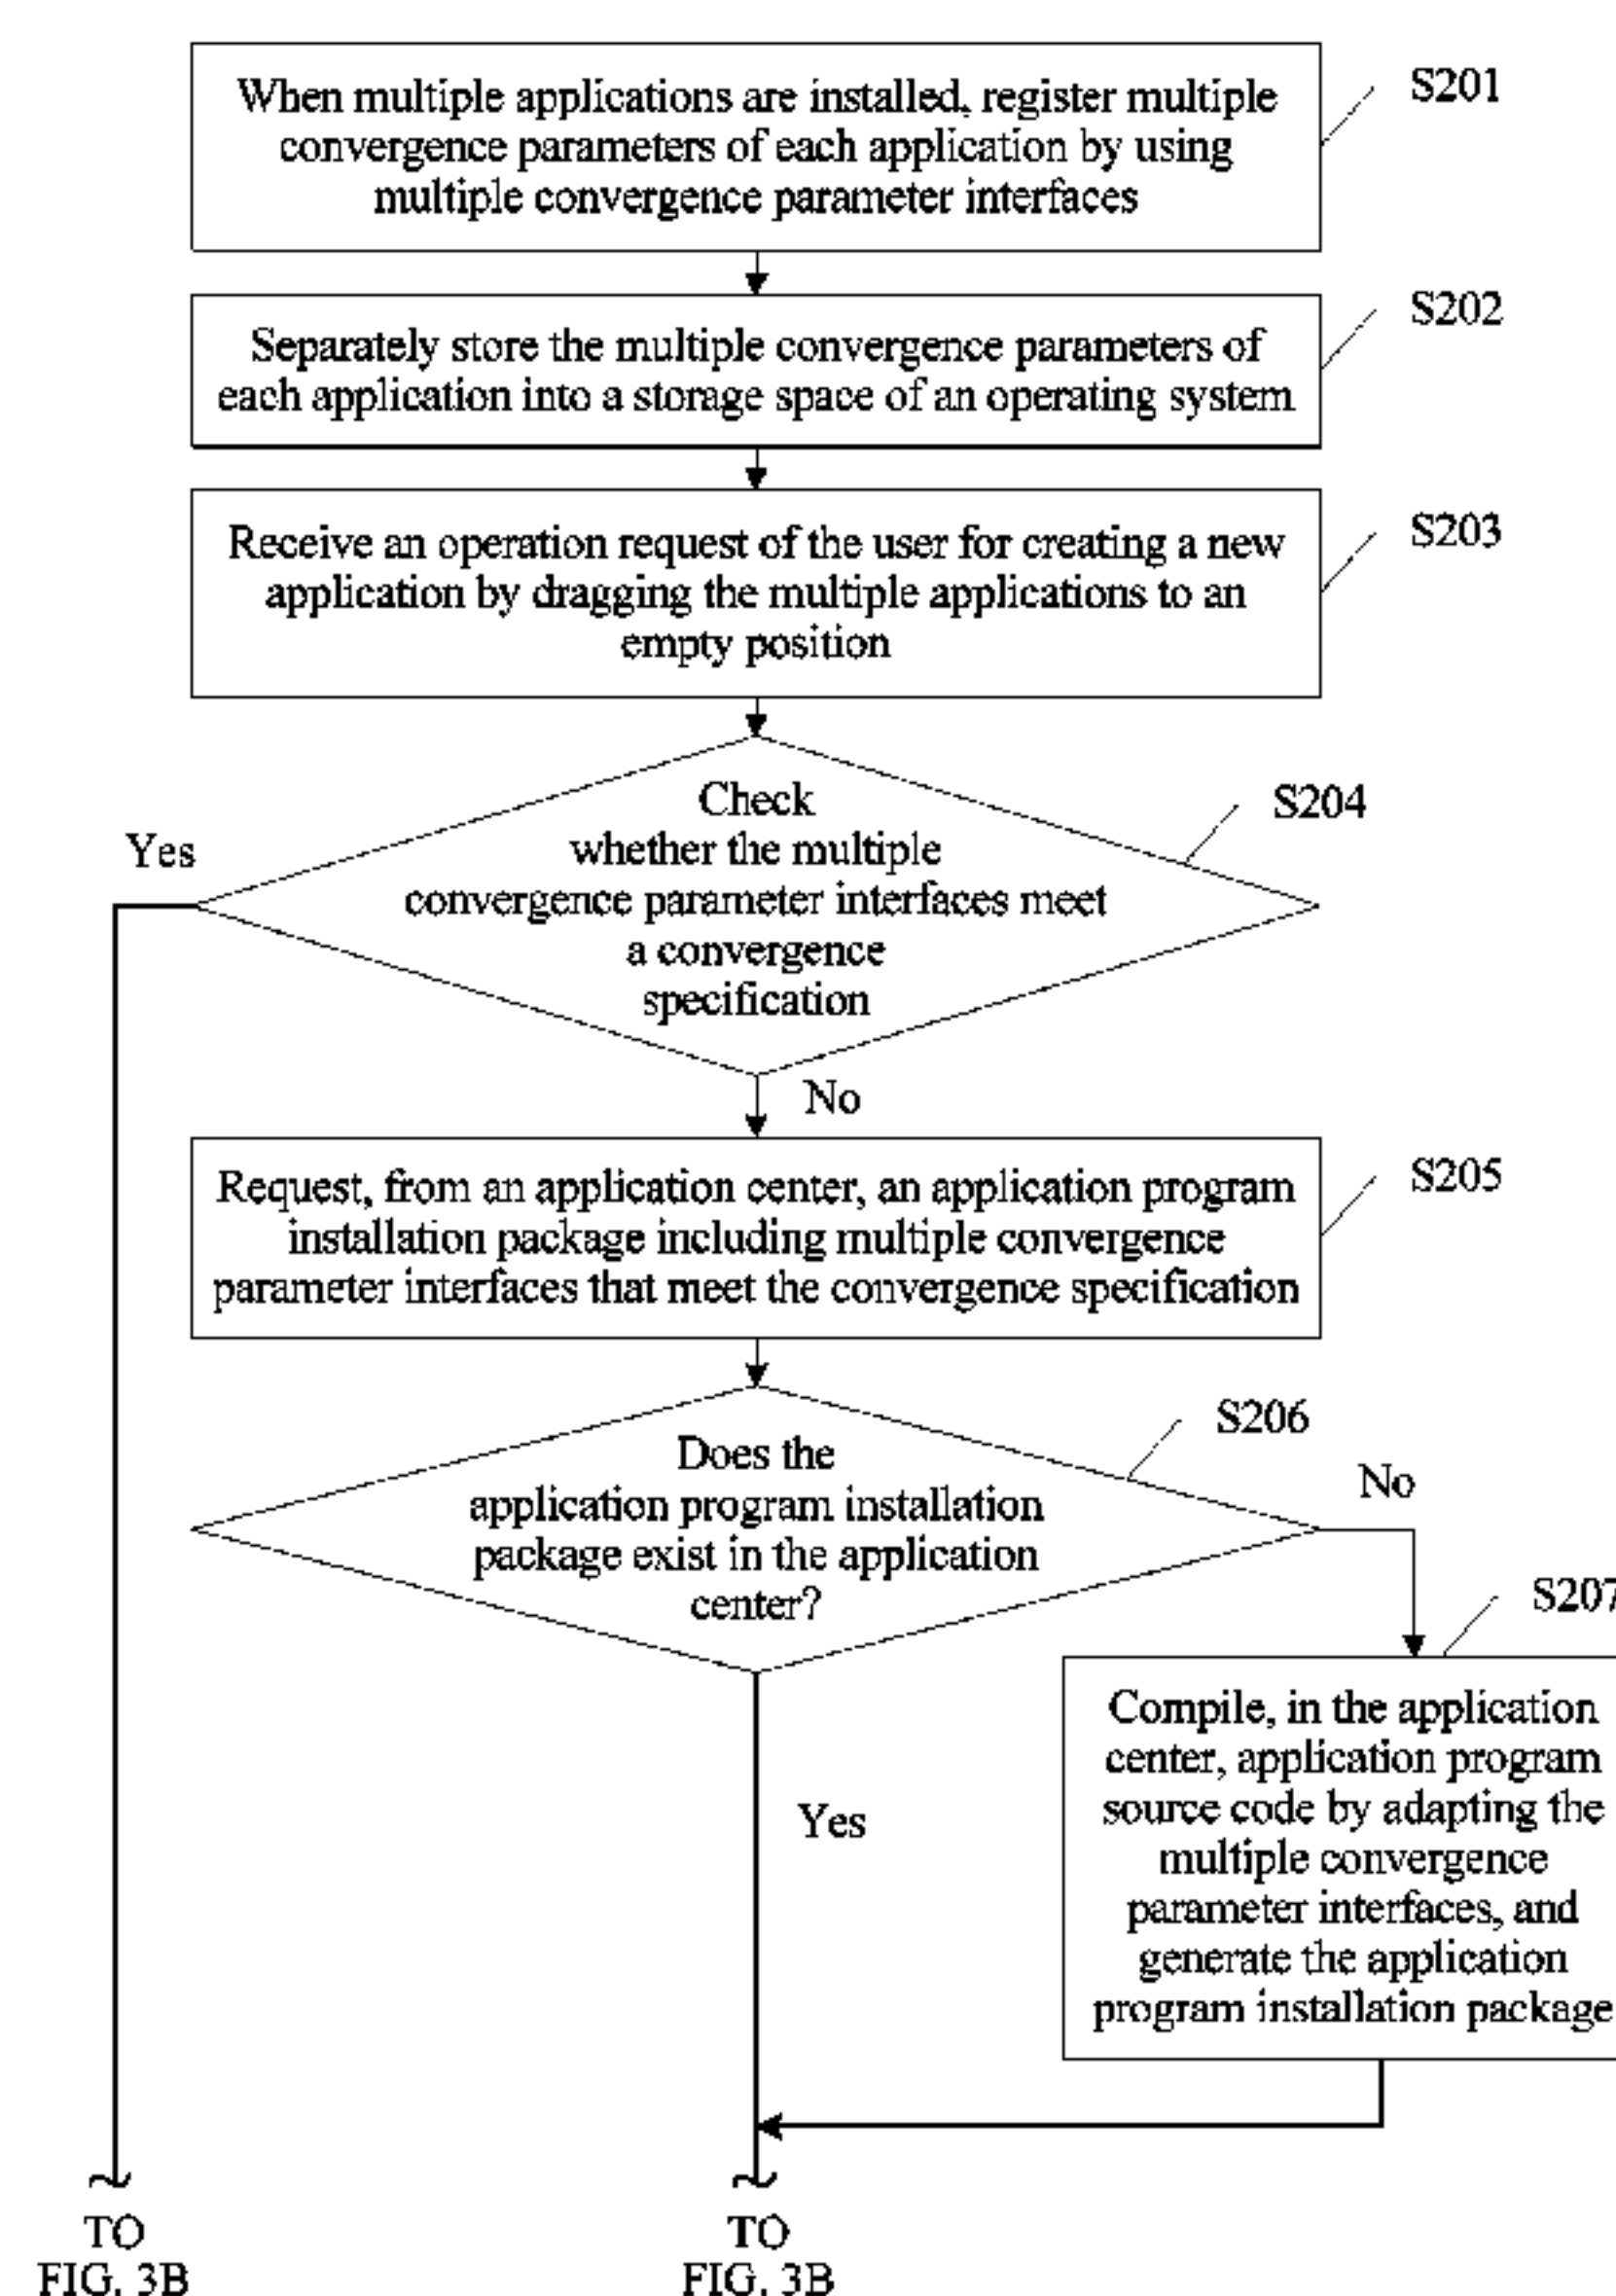 When multiple applications are installed, register multiple
convergence parameters of each application by using
multiple convergence parameter interfaces
S201
Separately store the multiple convergence parameters of
each application into a storage space of an operating system
S202
Receive an operation request of the user for creating a new
application by dragging the multiple applications to an
empty position
S203
Check
whether the multiple
convergence parameter interfaces meet
a convergence
specification
S204
Yes
No
Request, from an application center, an application program
installation package including multiple convergence
parameter interfaces that meet the convergence specification
S205
Does the
application program installation
package exist in the application
center?
S206
No
S207
Compile, in the application
center, application program
source code by adapting the
multiple convergence
parameter interfaces, and
generate the application
program installation package
Yes
TO
FIG. 3B
TO
FIG. 3B